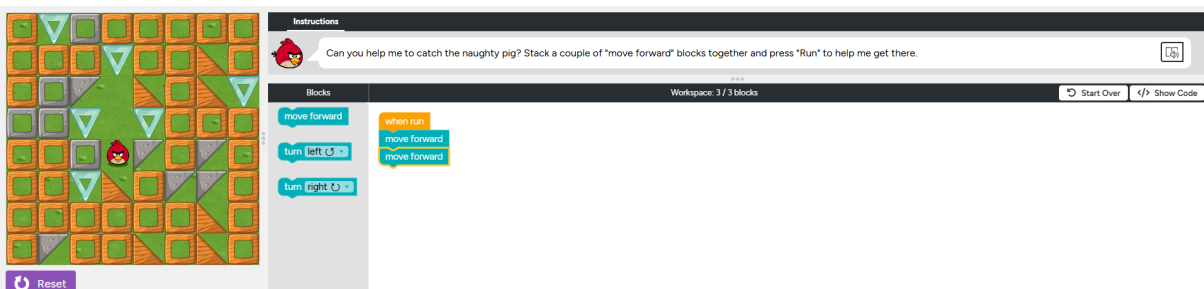 Instructions
Can you help me to catch the naughty pig? Stack a couple of "move forward" blocks together and press "Run" to help me get there.
Blocks
Workspace: 3 / 3 blocks
Start Over
</> Show Code
move forward
turn left
turn right
when run
move forward
move forward
Reset